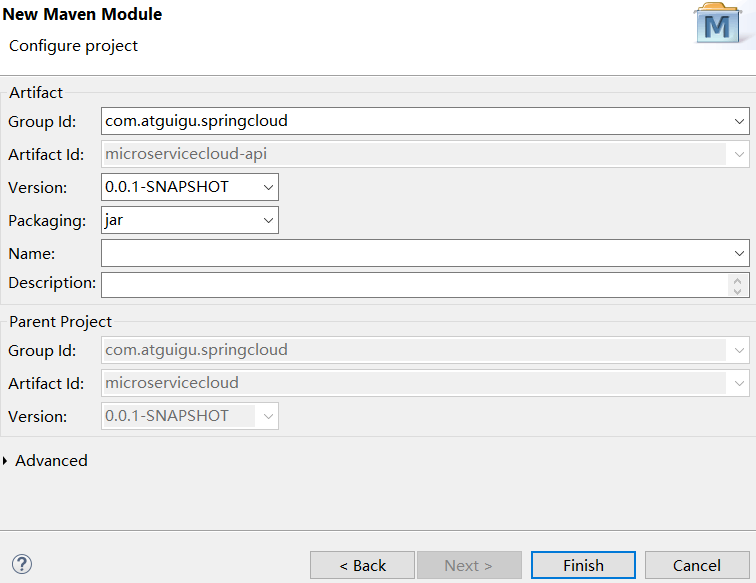 New Maven Module
Configure project
M
Artifact
Group Id: com.atguigu.springcloud
Artifact Id: microservicecloud-api
Version: 0.0.1-SNAPSHOT
Packaging: jar
Name:
Description:
Parent Project
Group Id: com.atguigu.springcloud
Artifact Id: microservicecloud
Version: 0.0.1-SNAPSHOT
Advanced
? < Back Next > Finish Cancel